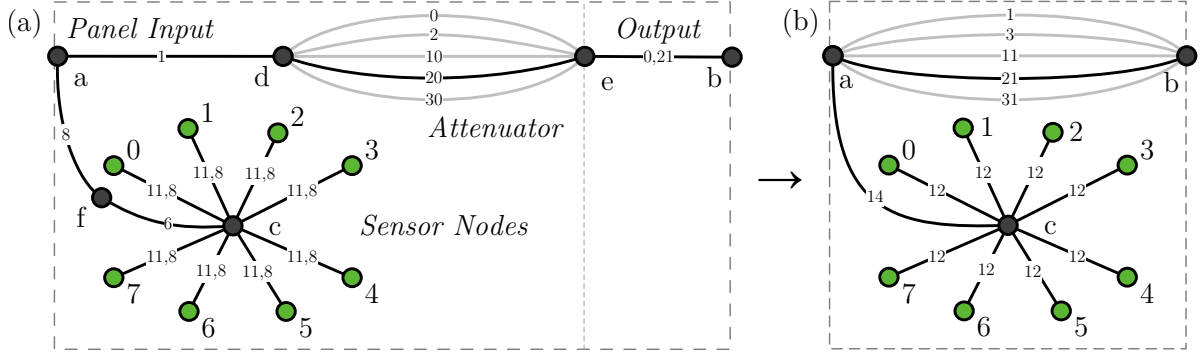 (a) Panel Input 0 Output (b) 1
2 3
1 10 0,21 11
a d 20 e b a 21 b
30 31
Attenuator
8 1 2 1 2
0 3 0 3
11,8 11,8 11,8 11,8 12 12 12 12
f 6 c Sensor Nodes → 14 c
11,8 11,8 11,8 11,8 12 12 12 12
7 4 7 4
6 5 6 5